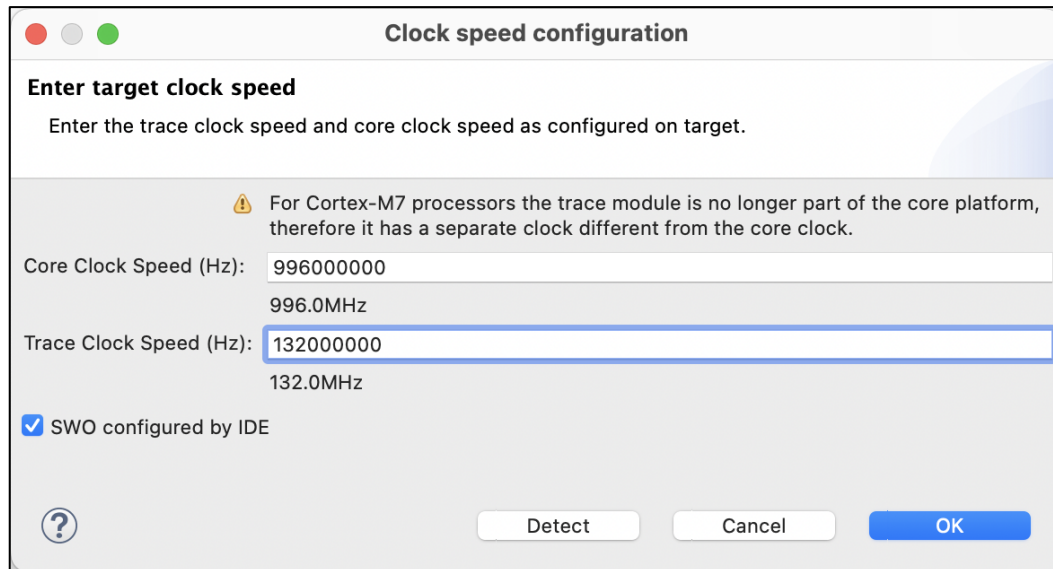 Clock speed configuration
Enter target clock speed
Enter the trace clock speed and core clock speed as configured on target.
For Cortex-M7 processors the trace module is no longer part of the core platform,
therefore it has a separate clock different from the core clock.
Core Clock Speed (Hz): 996000000
996.0MHz
Trace Clock Speed (Hz): 132000000
132.0MHz
SWO configured by IDE
? Detect Cancel OK